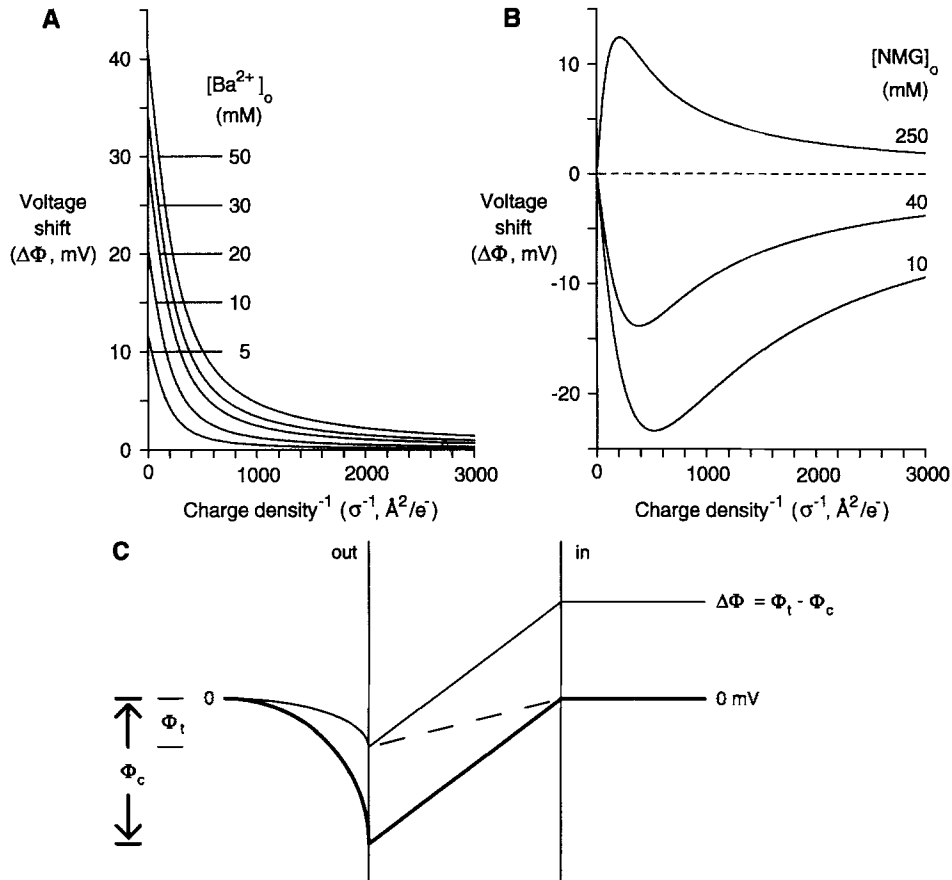 A
[Ba²⁺]ₒ
(mM)
40
30
20
10
0
50
30
20
10
5
Voltage
shift
(ΔΦ, mV)
0
1000
2000
3000
Charge density⁻¹ (σ⁻¹, Å²/e⁻)
B
[NMG]ₒ
(mM)
10
0
-10
-20
250
40
10
Voltage
shift
(ΔΦ, mV)
0
1000
2000
3000
Charge density⁻¹ (σ⁻¹, Å²/e⁻)
C
out
in
ΔΦ = Φt - Φc
0
0 mV
Φt
Φc